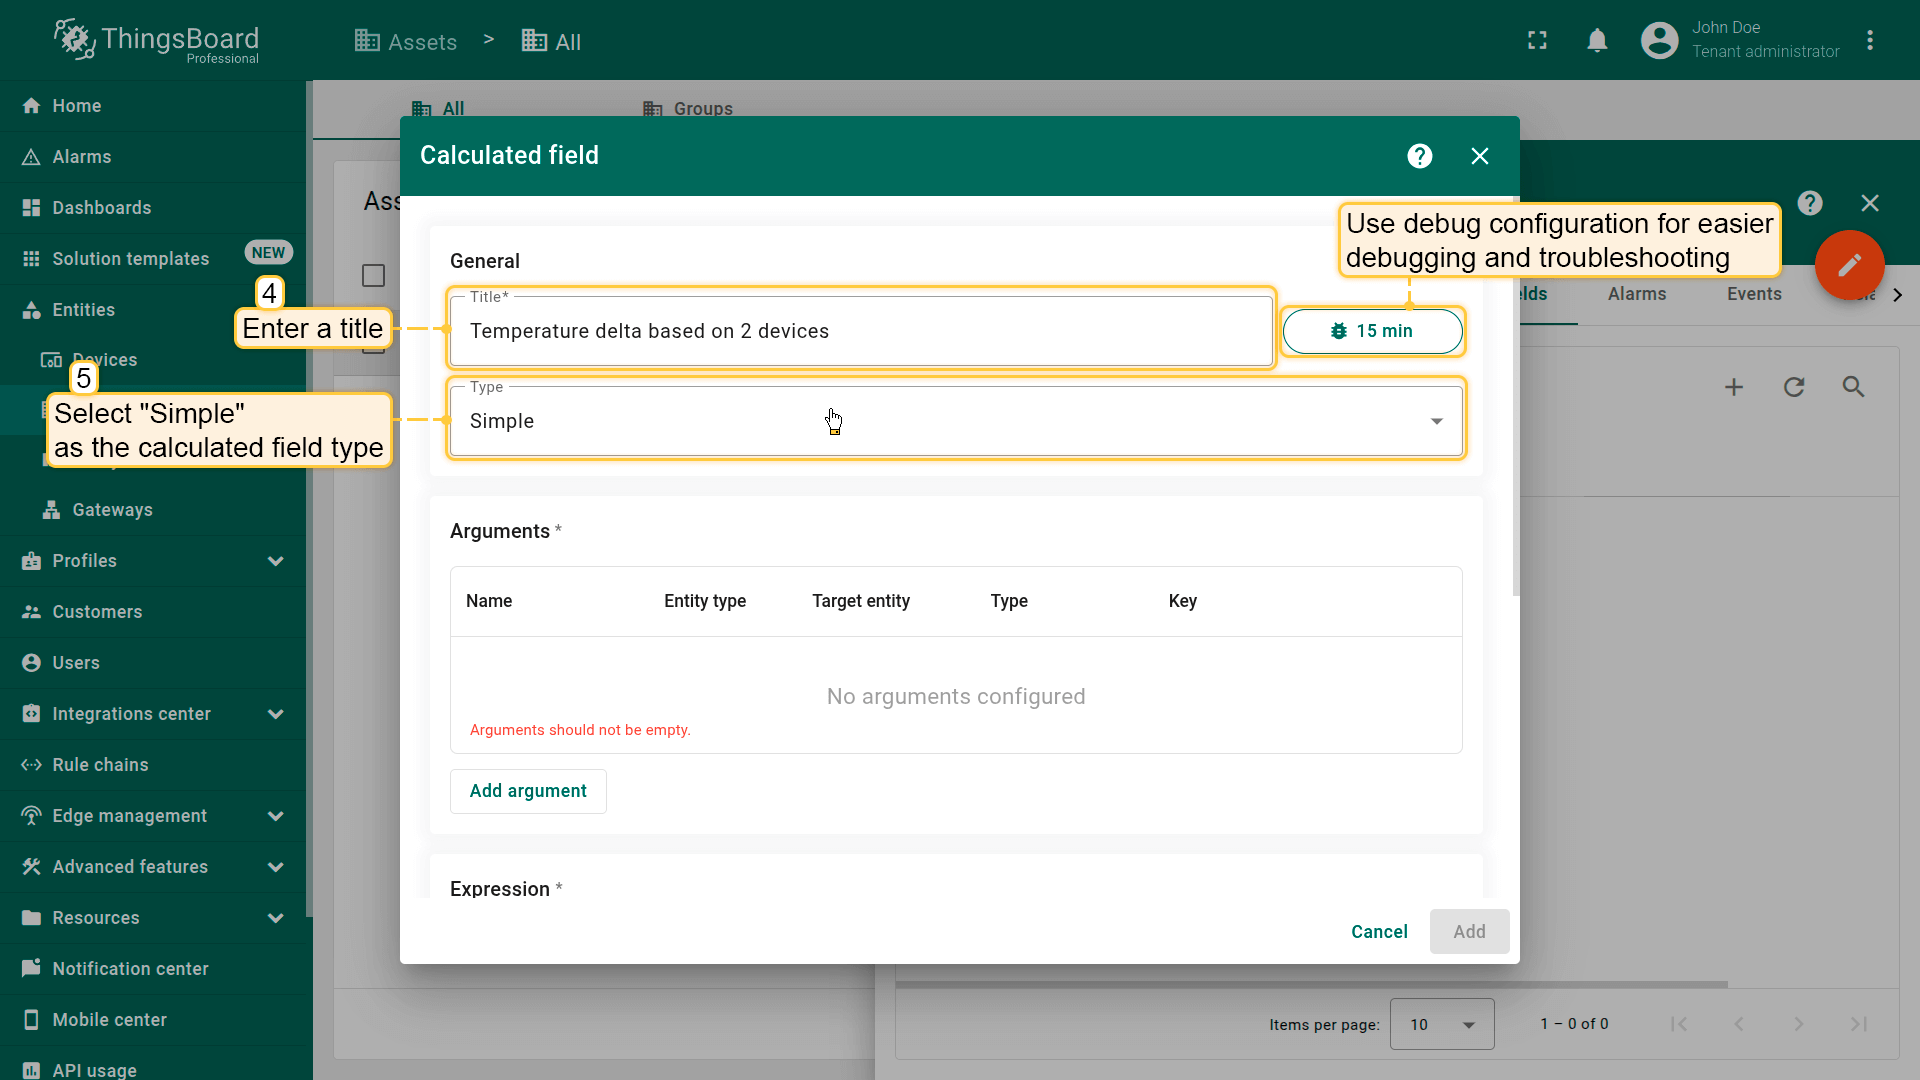 ThingsBoard
Professional
Assets > All
John Doe
Tenant administrator
Home
Alarms
Dashboards
Solution templates
NEW
Entities
Devices
Gateways
Profiles
Customers
Users
Integrations center
Rule chains
Edge management
Advanced features
Resources
Notification center
Mobile center
API usage
4
Enter a title
5
Select "Simple"
as the calculated field type
All
Groups
Calculated field
General
Title*
Temperature delta based on 2 devices
15 min
Use debug configuration for easier
debugging and troubleshooting
Type
Simple
Arguments *
Name Entity type Target entity Type Key
No arguments configured
Arguments should not be empty.
Add argument
Expression *
Cancel
Add
Alarms
Events
Items per page: 10 1 – 0 of 0